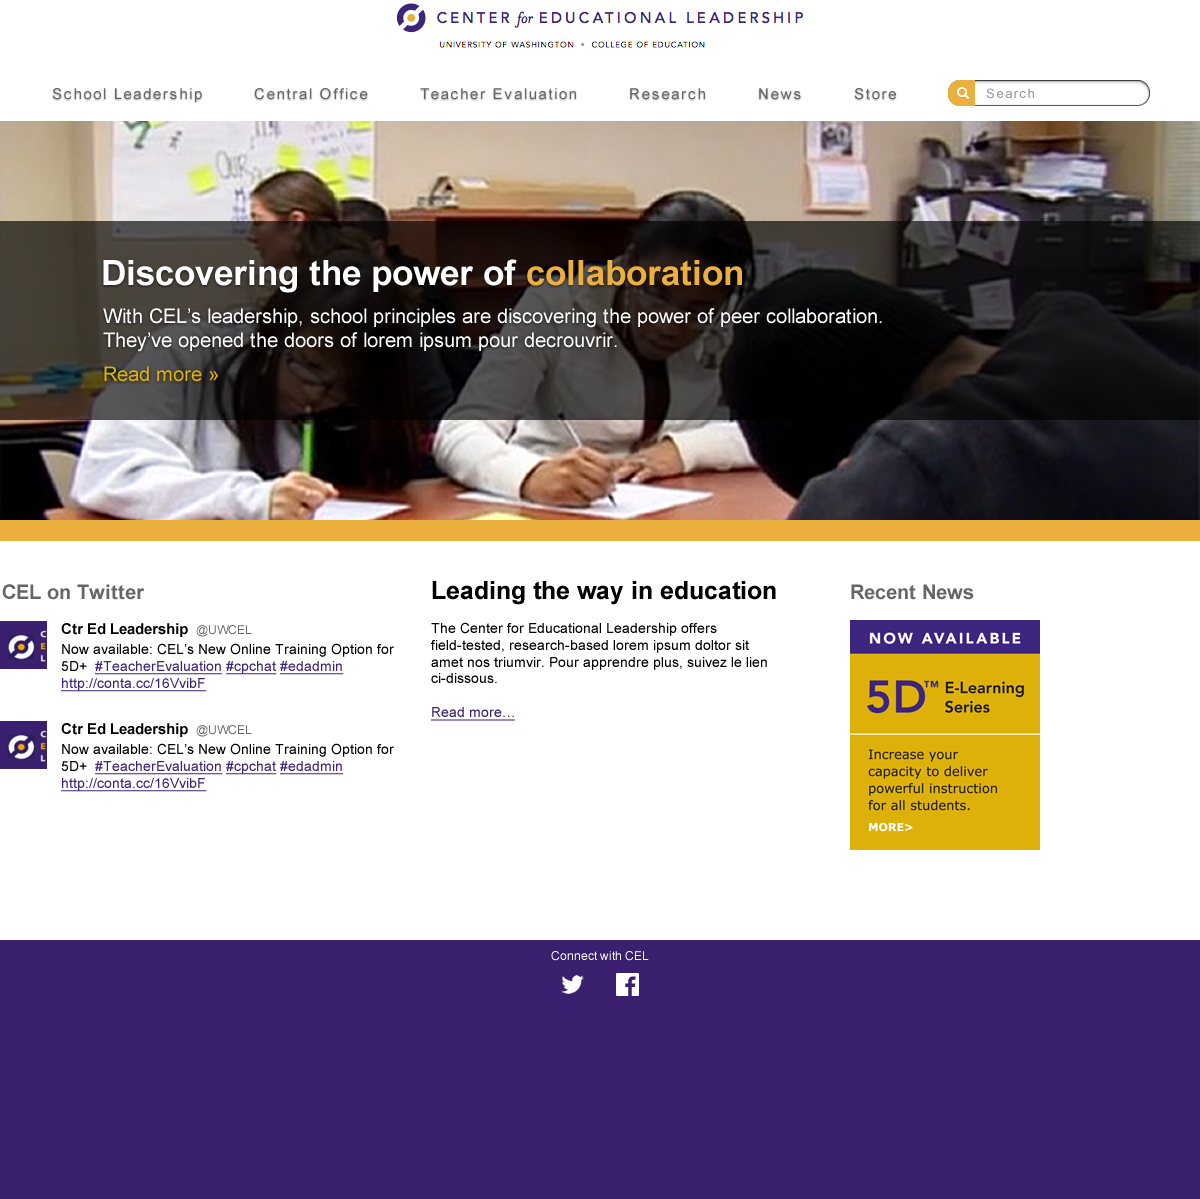 CENTER for EDUCATIONAL LEADERSHIP
UNIVERSITY OF WASHINGTON • COLLEGE OF EDUCATION
School Leadership Central Office Teacher Evaluation Research News Store Search
OUR
Discovering the power of collaboration
With CEL’s leadership, school principles are discovering the power of peer collaboration.
They’ve opened the doors of lorem ipsum pour decrouvrir.
Read more »
CEL on Twitter
Ctr Ed Leadership @UWCEL
Now available: CEL’s New Online Training Option for
5D+ #TeacherEvaluation #cpchat #edadmin
http://conta.cc/16VvibF
Ctr Ed Leadership @UWCEL
Now available: CEL’s New Online Training Option for
5D+ #TeacherEvaluation #cpchat #edadmin
http://conta.cc/16VvibF
Leading the way in education
The Center for Educational Leadership offers
field-tested, research-based lorem ipsum doltor sit
amet nos triumvir. Pour apprendre plus, suivez le lien
ci-dissous.
Read more…
Recent News
NOW AVAILABLE
5D™ E-Learning
Series
Increase your
capacity to deliver
powerful instruction
for all students.
MORE>
Connect with CEL